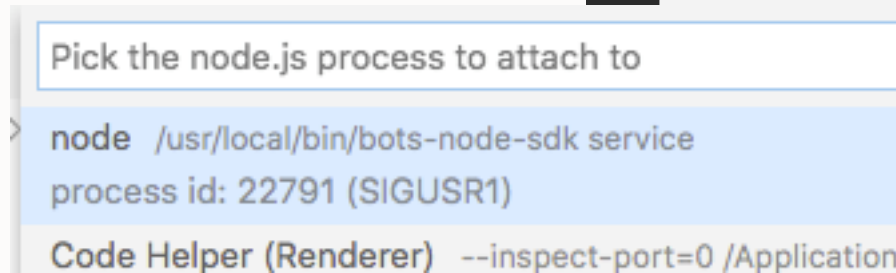 Pick the node.js process to attach to
node /usr/local/bin/bots-node-sdk service
process id: 22791 (SIGUSR1)
Code Helper (Renderer) --inspect-port=0 /Application